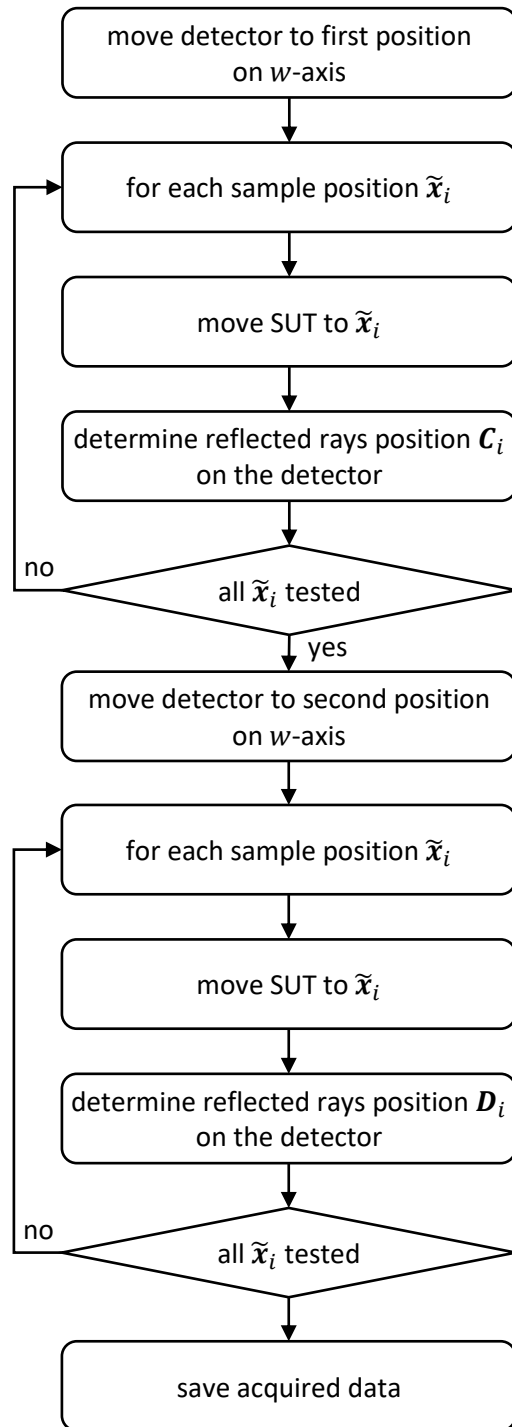 move detector to first position
on w-axis
for each sample position x̃ᵢ
move SUT to x̃ᵢ
determine reflected rays position Cᵢ
on the detector
no
all x̃ᵢ tested
yes
move detector to second position
on w-axis
for each sample position x̃ᵢ
move SUT to x̃ᵢ
determine reflected rays position Dᵢ
on the detector
no
all x̃ᵢ tested
save acquired data